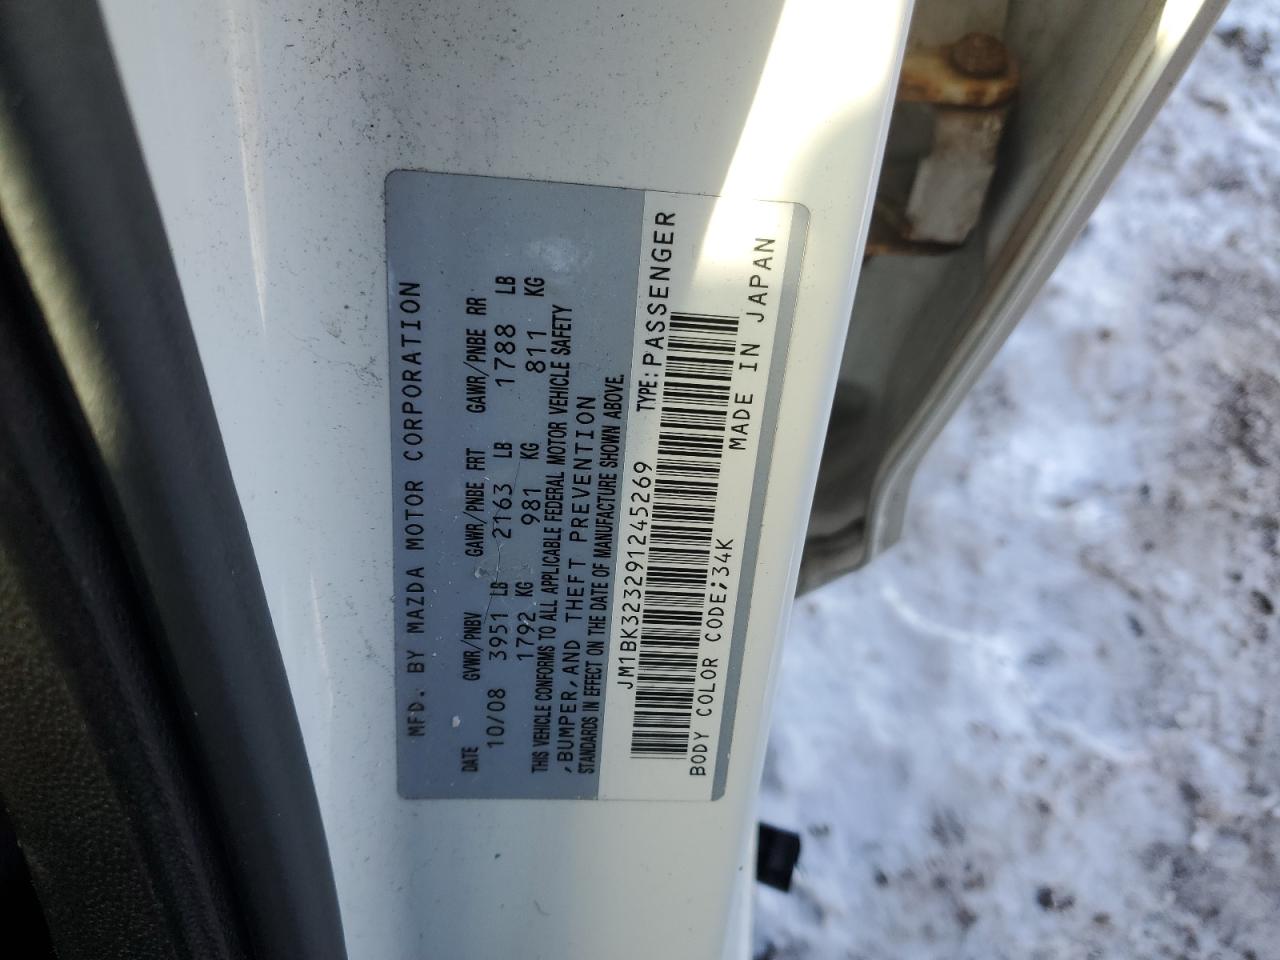 MFD. BY MAZDA MOTOR CORPORATION
DATE GVWR/PNBV GAWR/PNBE FRT GAWR/PNBE RR
10/08 3951 LB 2163 LB 1788 LB
1792 KG 981 KG 811 KG
THIS VEHICLE CONFORMS TO ALL APPLICABLE FEDERAL MOTOR VEHICLE SAFETY
,BUMPER,AND THEFT PREVENTION
STANDARDS IN EFFECT ON THE DATE OF MANUFACTURE SHOWN ABOVE.
JM1BK323291245269 TYPE:PASSENGER
BODY COLOR CODE;34K MADE IN JAPAN